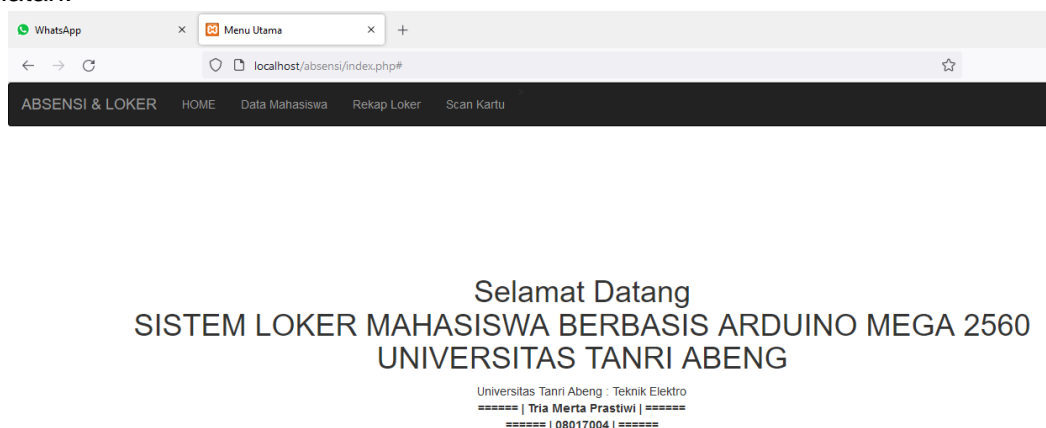 WhatsApp × Menu Utama × +
localhost/absensi/index.php#
ABSENSI & LOKER HOME Data Mahasiswa Rekap Loker Scan Kartu
Selamat Datang
SISTEM LOKER MAHASISWA BERBASIS ARDUINO MEGA 2560
UNIVERSITAS TANRI ABENG
Universitas Tanri Abeng : Teknik Elektro
====== | Tria Merta Prastiwi | ======
====== | 08017004 | ======